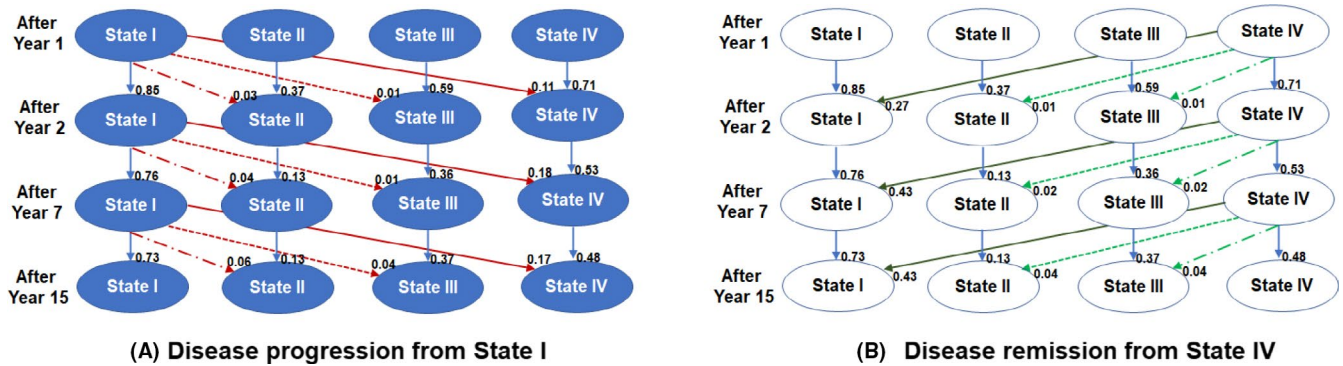 After
Year 1
State I
State II
State III
State IV
0.85
0.03
0.37
0.01
0.59
0.11
0.71
After
Year 2
State I
State II
State III
State IV
0.76
0.04
0.13
0.01
0.36
0.18
0.53
After
Year 7
State I
State II
State III
State IV
0.73
0.06
0.13
0.04
0.37
0.17
0.48
After
Year 15
State I
State II
State III
State IV
(A) Disease progression from State I
After
Year 1
State I
State II
State III
State IV
0.85
0.27
0.37
0.01
0.59
0.01
0.71
After
Year 2
State I
State II
State III
State IV
0.76
0.43
0.13
0.02
0.36
0.02
0.53
After
Year 7
State I
State II
State III
State IV
0.73
0.43
0.13
0.04
0.37
0.04
0.48
After
Year 15
State I
State II
State III
State IV
(B) Disease remission from State IV